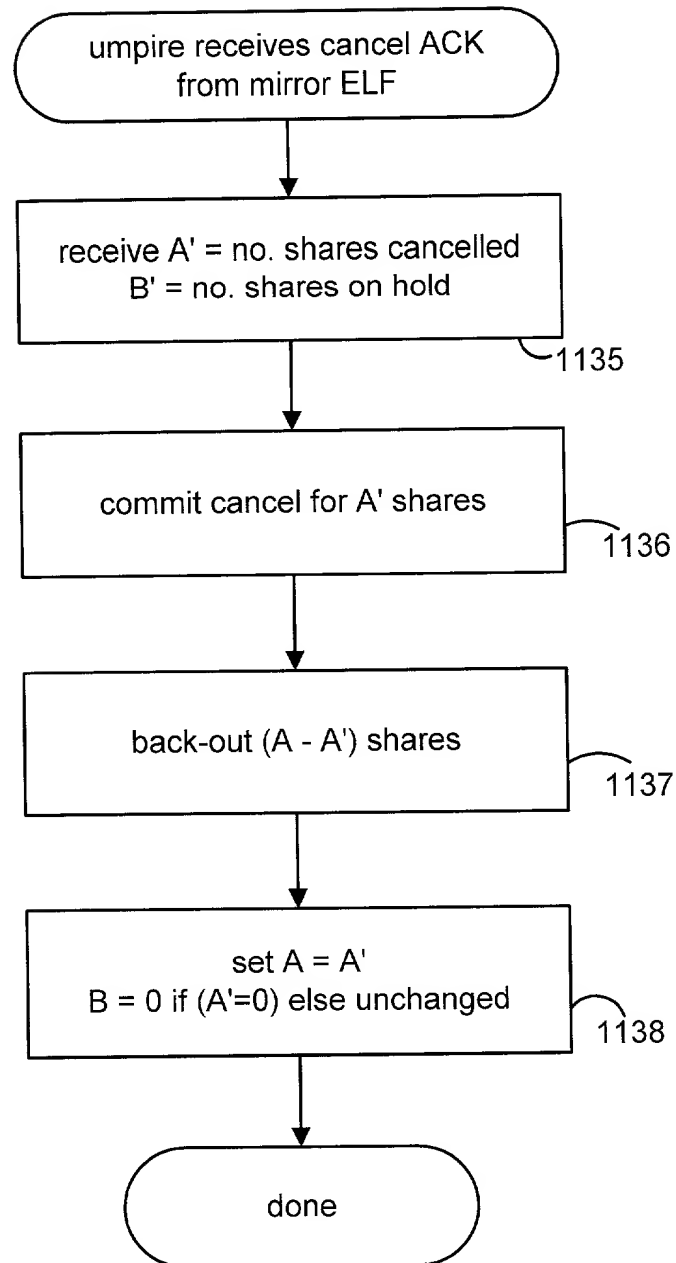 umpire receives cancel ACK
from mirror ELF
receive A' = no. shares cancelled
B' = no. shares on hold
1135
commit cancel for A' shares
1136
back-out (A - A') shares
1137
set A = A'
B = 0 if (A'=0) else unchanged
1138
done